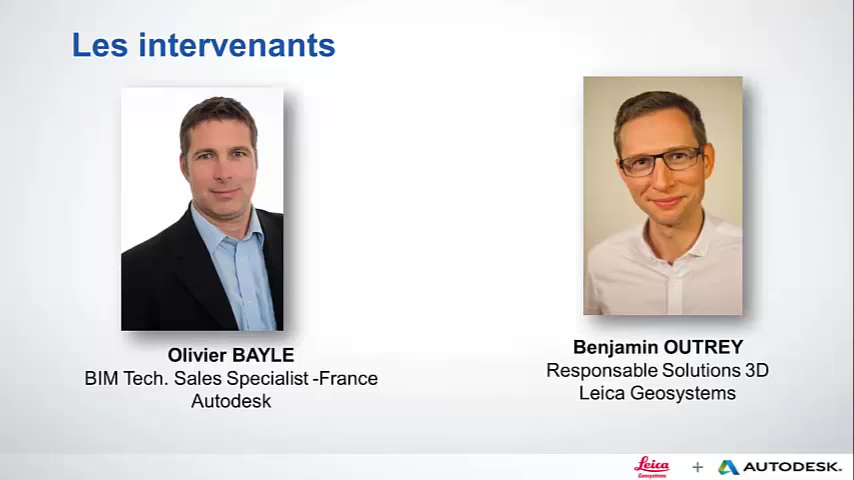 Les intervenants
Olivier BAYLE
BIM Tech. Sales Specialist -France
Autodesk
Benjamin OUTREY
Responsable Solutions 3D
Leica Geosystems
Leica
Geosystems
+
AUTODESK.